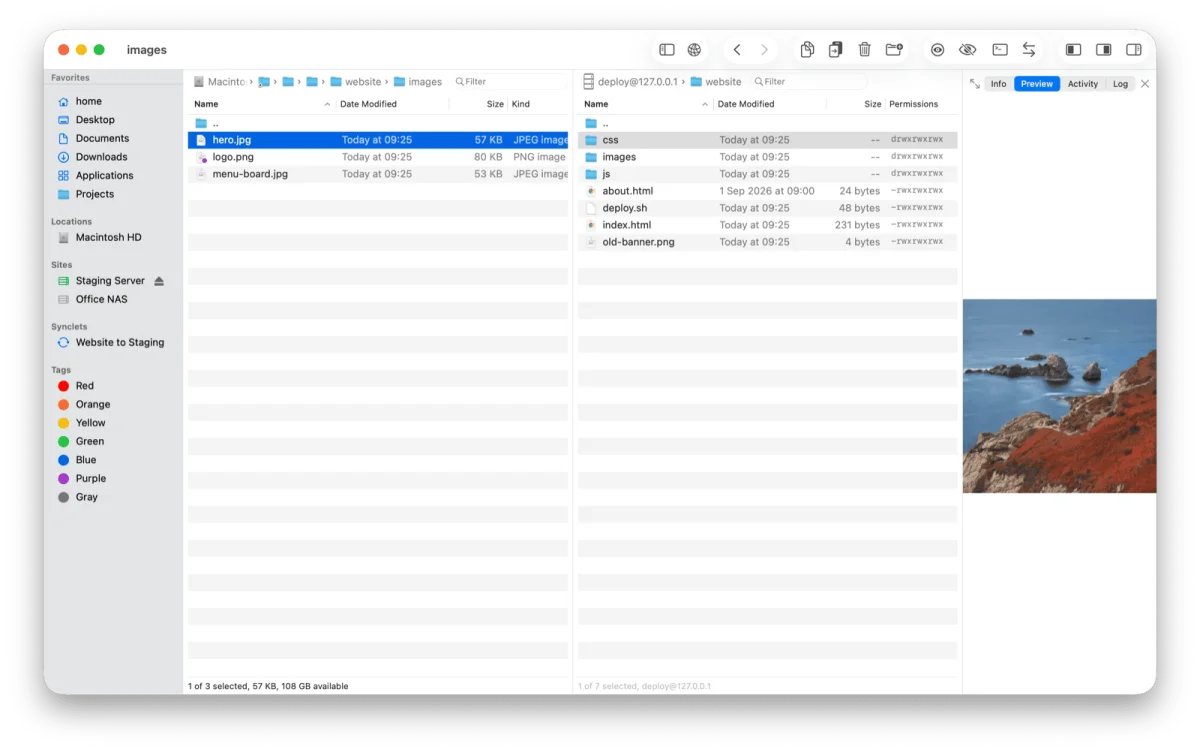 images
Favorites
home
Desktop
Documents
Downloads
Applications
Projects
Locations
Macintosh HD
Sites
Staging Server
Office NAS
Synclets
Website to Staging
Tags
Red
Orange
Yellow
Green
Blue
Purple
Gray
Macinto › › › › website › images Filter
Name Date Modified Size Kind
..
hero.jpg Today at 09:25 57 KB JPEG image
logo.png Today at 09:25 80 KB PNG image
menu-board.jpg Today at 09:25 53 KB JPEG image
1 of 3 selected, 57 KB, 108 GB available
deploy@127.0.0.1 › website Filter
Name Date Modified Size Permissions
..
css Today at 09:25 -- drwxrwxrwx
images Today at 09:25 -- drwxrwxrwx
js Today at 09:25 -- drwxrwxrwx
about.html 1 Sep 2026 at 09:00 24 bytes -rwxrwxrwx
deploy.sh Today at 09:25 48 bytes -rwxrwxrwx
index.html Today at 09:25 231 bytes -rwxrwxrwx
old-banner.png Today at 09:25 4 bytes -rwxrwxrwx
1 of 7 selected, deploy@127.0.0.1
Info Preview Activity Log